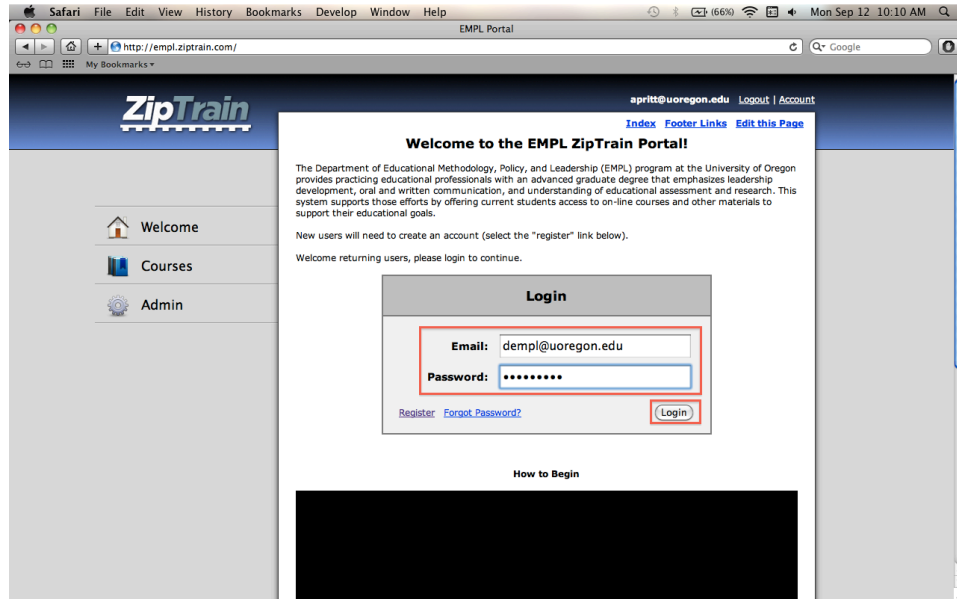 Safari File Edit View History Bookmarks Develop Window Help (66%) Mon Sep 12 10:10 AM
EMPL Portal
http://empl.ziptrain.com/ Google
My Bookmarks
ZipTrain
apritt@uoregon.edu Logout | Account
Index Footer Links Edit this Page
Welcome to the EMPL ZipTrain Portal!
The Department of Educational Methodology, Policy, and Leadership (EMPL) program at the University of Oregon
provides practicing educational professionals with an advanced graduate degree that emphasizes leadership
development, oral and written communication, and understanding of educational assessment and research. This
system supports those efforts by offering current students access to on-line courses and other materials to
support their educational goals.
New users will need to create an account (select the "register" link below).
Welcome returning users, please login to continue.
Welcome
Courses
Admin
Login
Email: dempl@uoregon.edu
Password: •••••••••
Register Forgot Password? Login
How to Begin